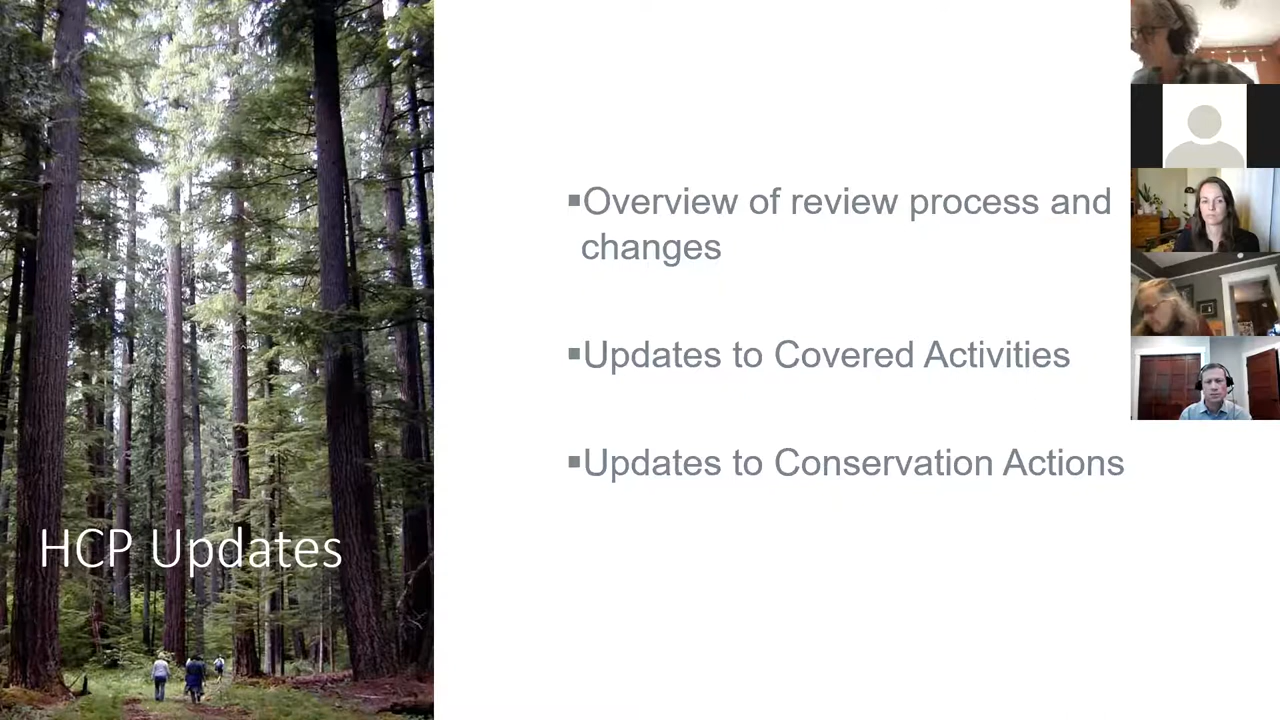 ▪Overview of review process and
changes
▪Updates to Covered Activities
▪Updates to Conservation Actions
HCP Updates